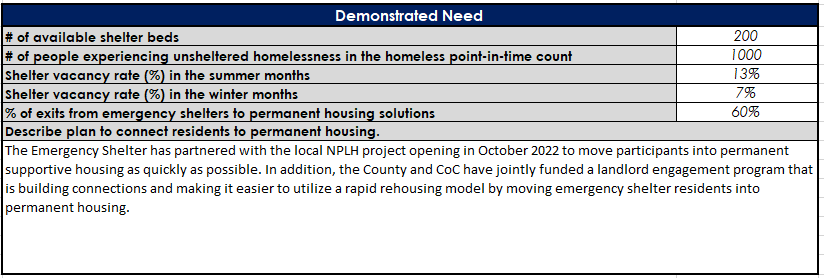 Demonstrated Need
# of available shelter beds 200
# of people experiencing unsheltered homelessness in the homeless point-in-time count 1000
Shelter vacancy rate (%) in the summer months 13%
Shelter vacancy rate (%) in the winter months 7%
% of exits from emergency shelters to permanent housing solutions 60%
Describe plan to connect residents to permanent housing.
The Emergency Shelter has partnered with the local NPLH project opening in October 2022 to move participants into permanent
supportive housing as quickly as possible. In addition, the County and CoC have jointly funded a landlord engagement program that
is building connections and making it easier to utilize a rapid rehousing model by moving emergency shelter residents into
permanent housing.